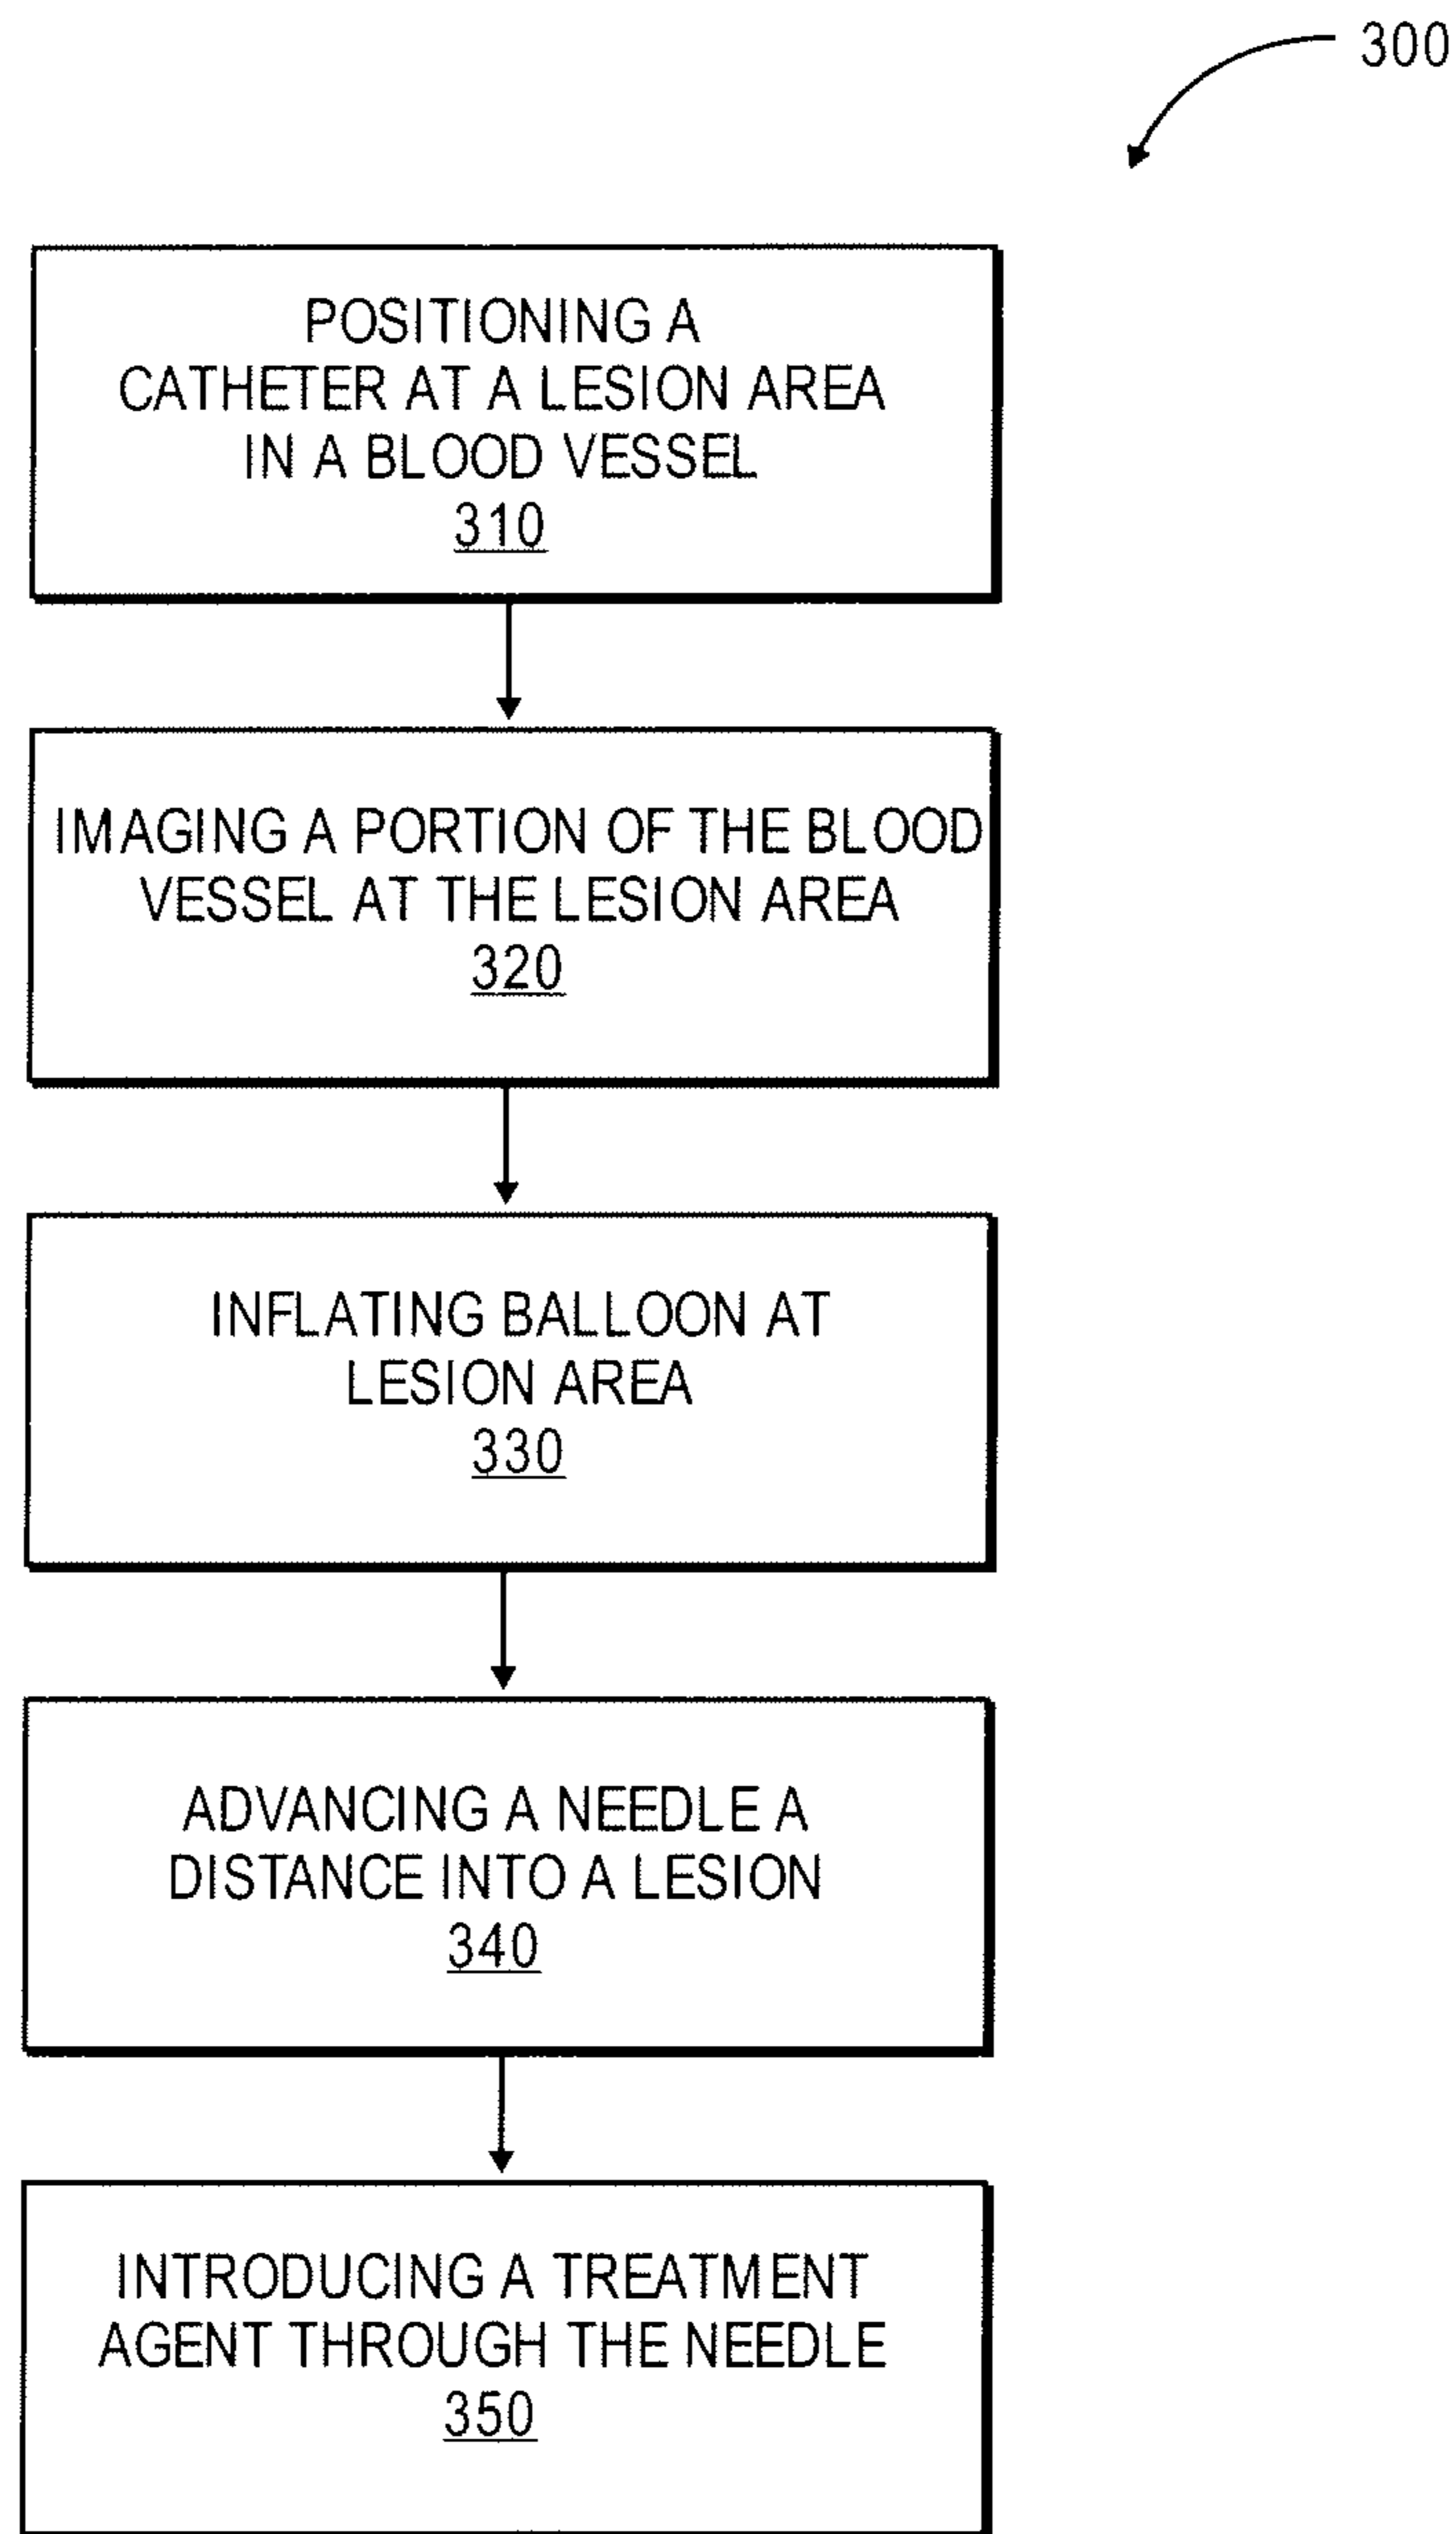 300
POSITIONING A
CATHETER AT A LESION AREA
IN A BLOOD VESSEL
310
IMAGING A PORTION OF THE BLOOD
VESSEL AT THE LESION AREA
320
INFLATING BALLOON AT
LESION AREA
330
ADVANCING A NEEDLE A
DISTANCE INTO A LESION
340
INTRODUCING A TREATMENT
AGENT THROUGH THE NEEDLE
350